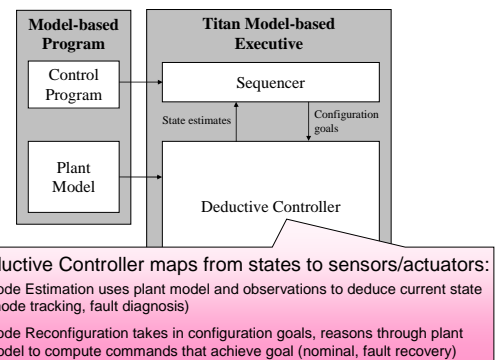 Model-based
Program
Titan Model-based
Executive
Control
Program
Sequencer
State estimates
Configuration
goals
Plant
Model
Deductive Controller
uctive Controller maps from states to sensors/actuators:
ode Estimation uses plant model and observations to deduce current state
ode tracking, fault diagnosis)
ode Reconfiguration takes in configuration goals, reasons through plant
odel to compute commands that achieve goal (nominal, fault recovery)